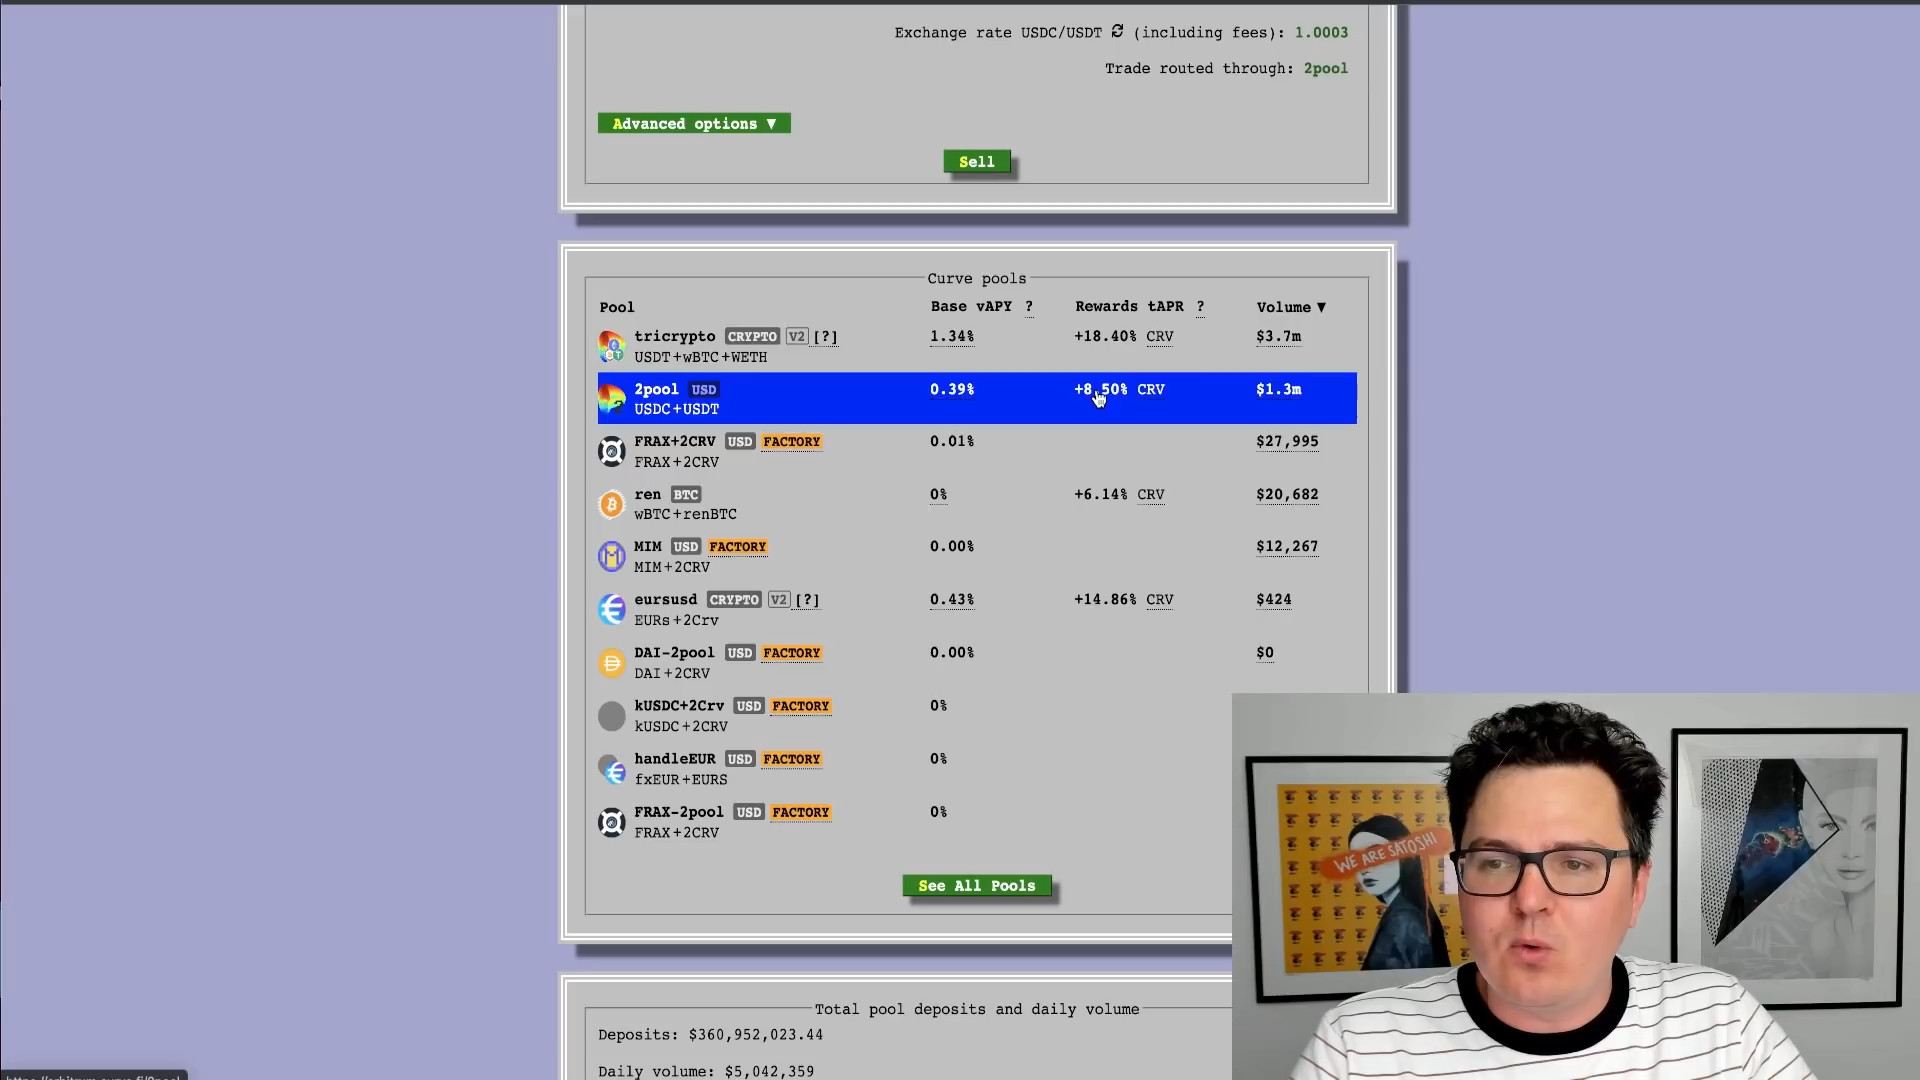 Exchange rate USDC/USDT (including fees): 1.0003
Trade routed through: 2pool
Advanced options ▼
Sell
Curve pools
Pool Base vAPY ? Rewards tAPR ? Volume ▼
tricrypto CRYPTO V2 [?] 1.34% +18.40% CRV $3.7m
USDT+wBTC+WETH
2pool USD 0.39% +8.50% CRV $1.3m
USDC+USDT
FRAX+2CRV USD FACTORY 0.01% $27,995
FRAX+2CRV
ren BTC 0% +6.14% CRV $20,682
wBTC+renBTC
MIM USD FACTORY 0.00% $12,267
MIM+2CRV
eursusd CRYPTO V2 [?] 0.43% +14.86% CRV $424
EURs+2Crv
DAI-2pool USD FACTORY 0.00% $0
DAI+2CRV
kUSDC+2Crv USD FACTORY 0%
kUSDC+2CRV
handleEUR USD FACTORY 0%
fxEUR+EURS
FRAX-2pool USD FACTORY 0%
FRAX+2CRV
See All Pools
WE ARE SATOSHI
Total pool deposits and daily volume
Deposits: $360,952,023.44
Daily volume: $5,042,359